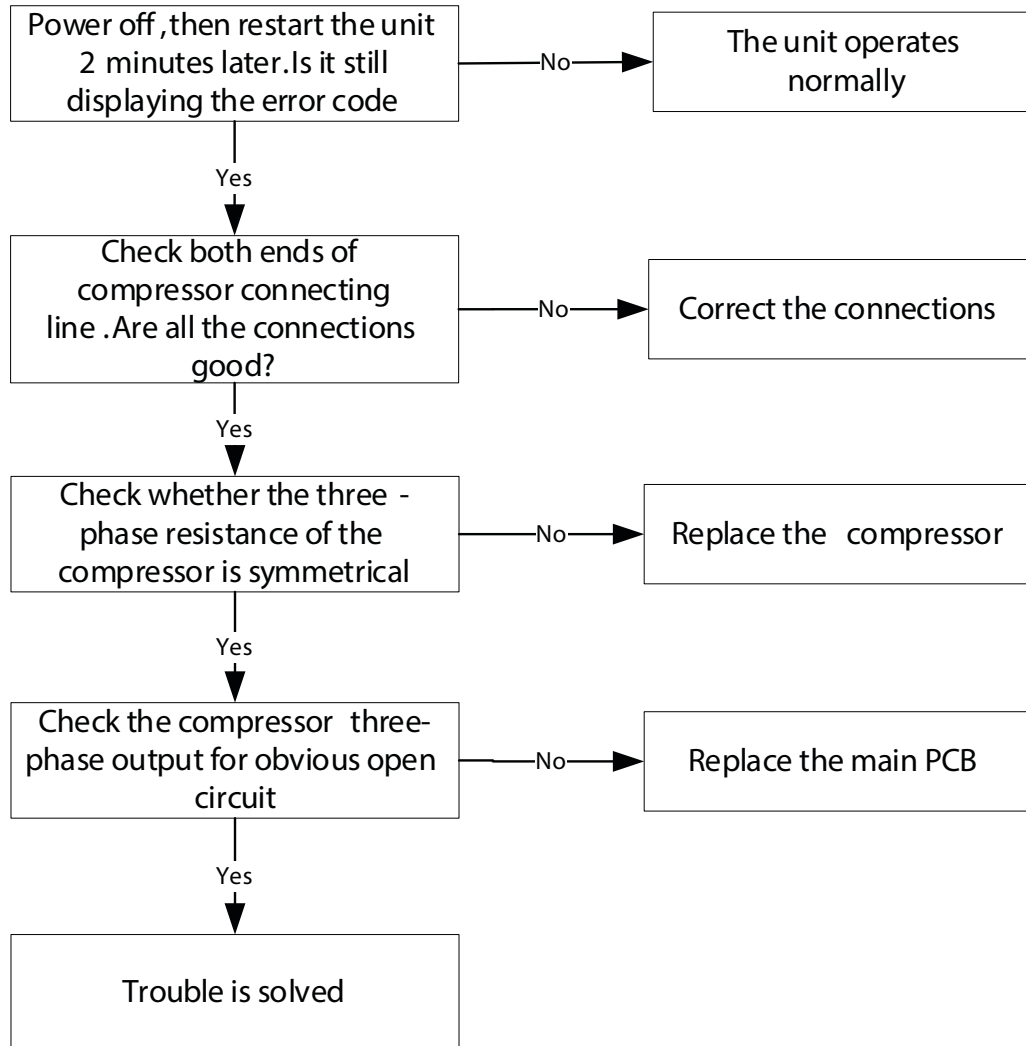 Power off ,then restart the unit
2 minutes later.Is it still
displaying the error code
No
The unit operates
normally
Yes
Check both ends of
compressor connecting
line .Are all the connections
good?
No
Correct the connections
Yes
Check whether the three -
phase resistance of the
compressor is symmetrical
No
Replace the compressor
Yes
Check the compressor three-
phase output for obvious open
circuit
No
Replace the main PCB
Yes
Trouble is solved